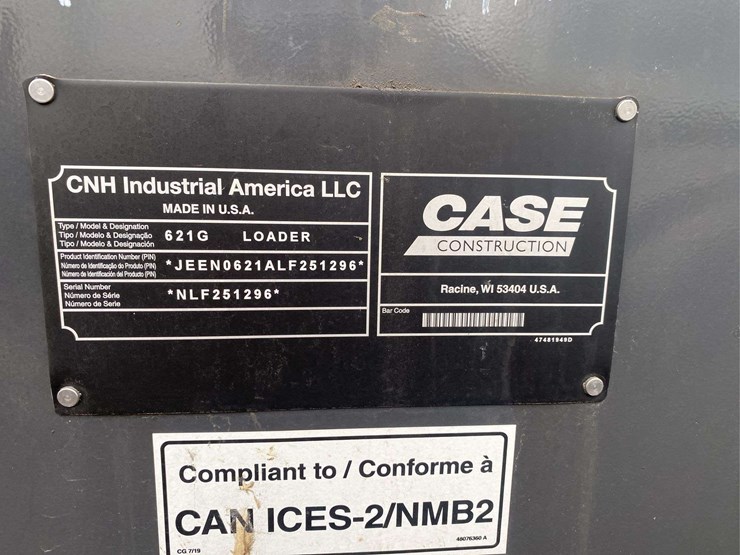 CNH Industrial America LLC
MADE IN U.S.A.
Type / Model & Designation
Tipo / Modelo & Designação
Tipo / Modelo & Designación
621G LOADER
Product Identification Number (PIN)
Número de Identificação do Produto (PIN)
Número de Identificación del Producto (PIN)
*JEEN0621ALF251296*
Serial Number
Número de Série
Número de Serie
*NLF251296*
CASE
CONSTRUCTION
Racine, WI 53404 U.S.A.
Bar Code
47481949D
Compliant to / Conforme à
CAN ICES-2/NMB2
CG 7/19
48076360 A